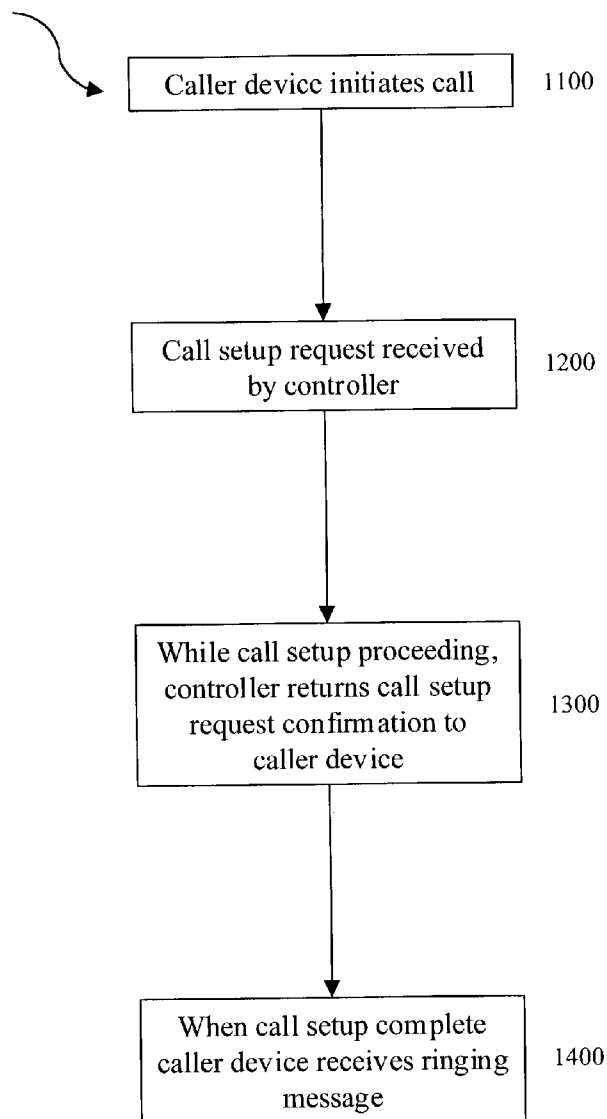 Caller device initiates call 1100
Call setup request received
by controller
1200
While call setup proceeding,
controller returns call setup
request confirmation to
caller device
1300
When call setup complete
caller device receives ringing
message
1400